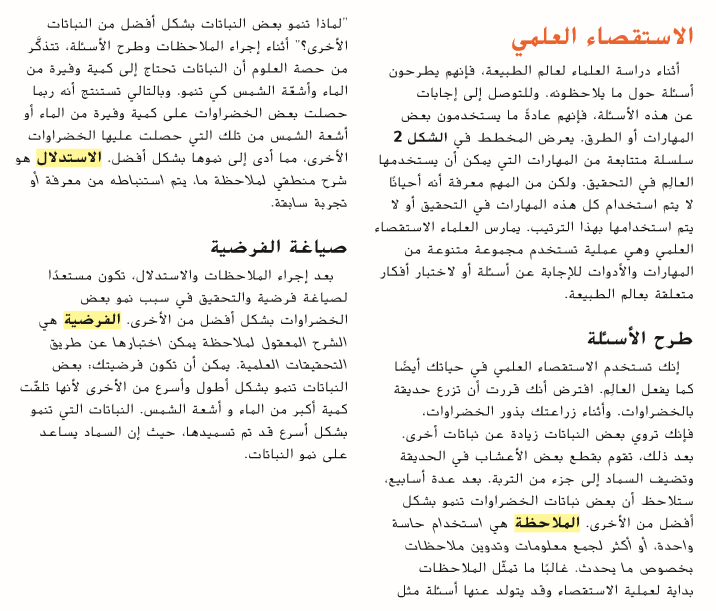 الاستقصاء العلمي
أثناء دراسة العلماء لعالم الطبيعة، فإنهم يطرحون
أسئلة حول ما يلاحظونه. وللتوصل إلى إجابات
عن هذه الأسئلة، فإنهم عادةً ما يستخدمون بعض
المهارات أو الطرق. يعرض المخطط في الشكل 2
سلسلة متتابعة من المهارات التي يمكن أن يستخدمها
العالِم في التحقيق. ولكن من المهم معرفة أنه أحيانًا
لا يتم استخدام كل هذه المهارات في التحقيق أو لا
يتم استخدامها بهذا الترتيب. يمارس العلماء الاستقصاء
العلمي وهي عملية تستخدم مجموعة متنوعة من
المهارات والأدوات للإجابة عن أسئلة أو لاختبار أفكار
متعلقة بعالم الطبيعة.
طرح الأسئلة
إنك تستخدم الاستقصاء العلمي في حياتك أيضًا
كما يفعل العالِم. افترض أنك قررت أن تزرع حديقة
بالخضراوات. وأثناء زراعتك بذور الخضراوات،
فإنك تروي بعض النباتات زيادة عن نباتات أخرى.
بعد ذلك، تقوم بقطع بعض الأعشاب في الحديقة
وتضيف السماد إلى جزء من التربة. بعد عدة أسابيع،
ستلاحظ أن بعض نباتات الخضراوات تنمو بشكل
أفضل من الأخرى. الملاحظة هي استخدام حاسة
واحدة، أو أكثر لجمع معلومات وتدوين ملاحظات
بخصوص ما يحدث. غالبًا ما تمثّل الملاحظات
بداية لعملية الاستقصاء وقد يتولد عنها أسئلة مثل
"لماذا تنمو بعض النباتات بشكل أفضل من النباتات
الأخرى؟" أثناء إجراء الملاحظات وطرح الأسئلة، تتذكَّر
من حصة العلوم أن النباتات تحتاج إلى كمية وفيرة من
الماء وأشعّة الشمس كي تنمو. وبالتالي تستنتج أنه ربما
حصلت بعض الخضراوات على كمية وفيرة من الماء أو
أشعة الشمس من تلك التي حصلت عليها الخضراوات
الأخرى، مما أدى إلى نموها بشكل أفضل. الاستدلال هو
شرح منطقي لملاحظة ما، يتم استنباطه من معرفة أو
تجربة سابقة.
صياغة الفرضية
بعد إجراء الملاحظات والاستدلال، تكون مستعدًا
لصياغة فرضية والتحقيق في سبب نمو بعض
الخضراوات بشكل أفضل من الأخرى. الفرضية هي
الشرح المعقول لملاحظة يمكن اختبارها عن طريق
التحقيقات العلمية. يمكن أن تكون فرضيتك: بعض
النباتات تنمو بشكل أطول وأسرع من الأخرى لأنها تلقّت
كمية أكبر من الماء و أشعة الشمس. النباتات التي تنمو
بشكل أسرع قد تم تسميدها، حيث إن السماد يساعد
على نمو النباتات.